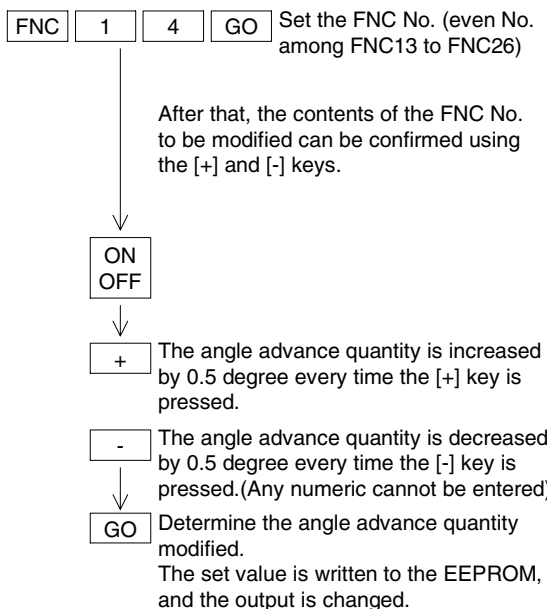 FNC 1 4 GO Set the FNC No. (even No.
among FNC13 to FNC26)
After that, the contents of the FNC No.
to be modified can be confirmed using
the [+] and [-] keys.
ON
OFF
+ The angle advance quantity is increased
by 0.5 degree every time the [+] key is
pressed.
- The angle advance quantity is decreased
by 0.5 degree every time the [-] key is
pressed.(Any numeric cannot be entered)
GO Determine the angle advance quantity
modified.
The set value is written to the EEPROM,
and the output is changed.